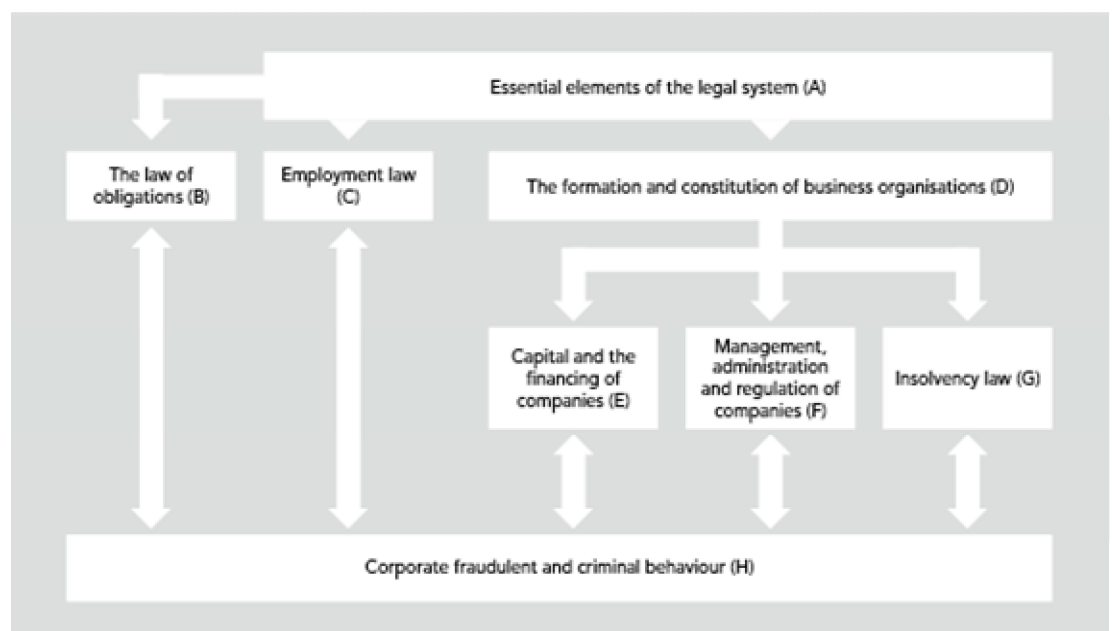 Essential elements of the legal system (A)
The law of
obligations (B)
Employment law
(C)
The formation and constitution of business organisations (D)
Capital and the
financing of
companies (E)
Management,
administration
and regulation of
companies (F)
Insolvency law (G)
Corporate fraudulent and criminal behaviour (H)